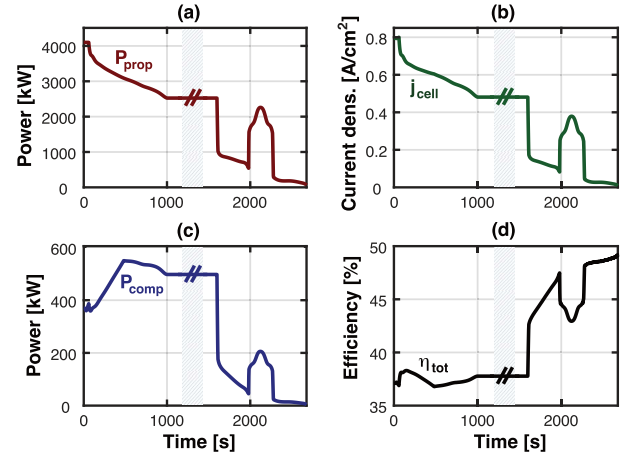 (a)
Power [kW]
4000
3000
2000
1000
0
P_prop
0 1000 2000
(b)
Current dens. [A/cm²]
0.8
0.6
0.4
0.2
0
j_cell
0 1000 2000
(c)
Power [kW]
600
400
200
0
P_comp
0 1000 2000
Time [s]
(d)
Efficiency [%]
50
45
40
35
η_tot
0 1000 2000
Time [s]